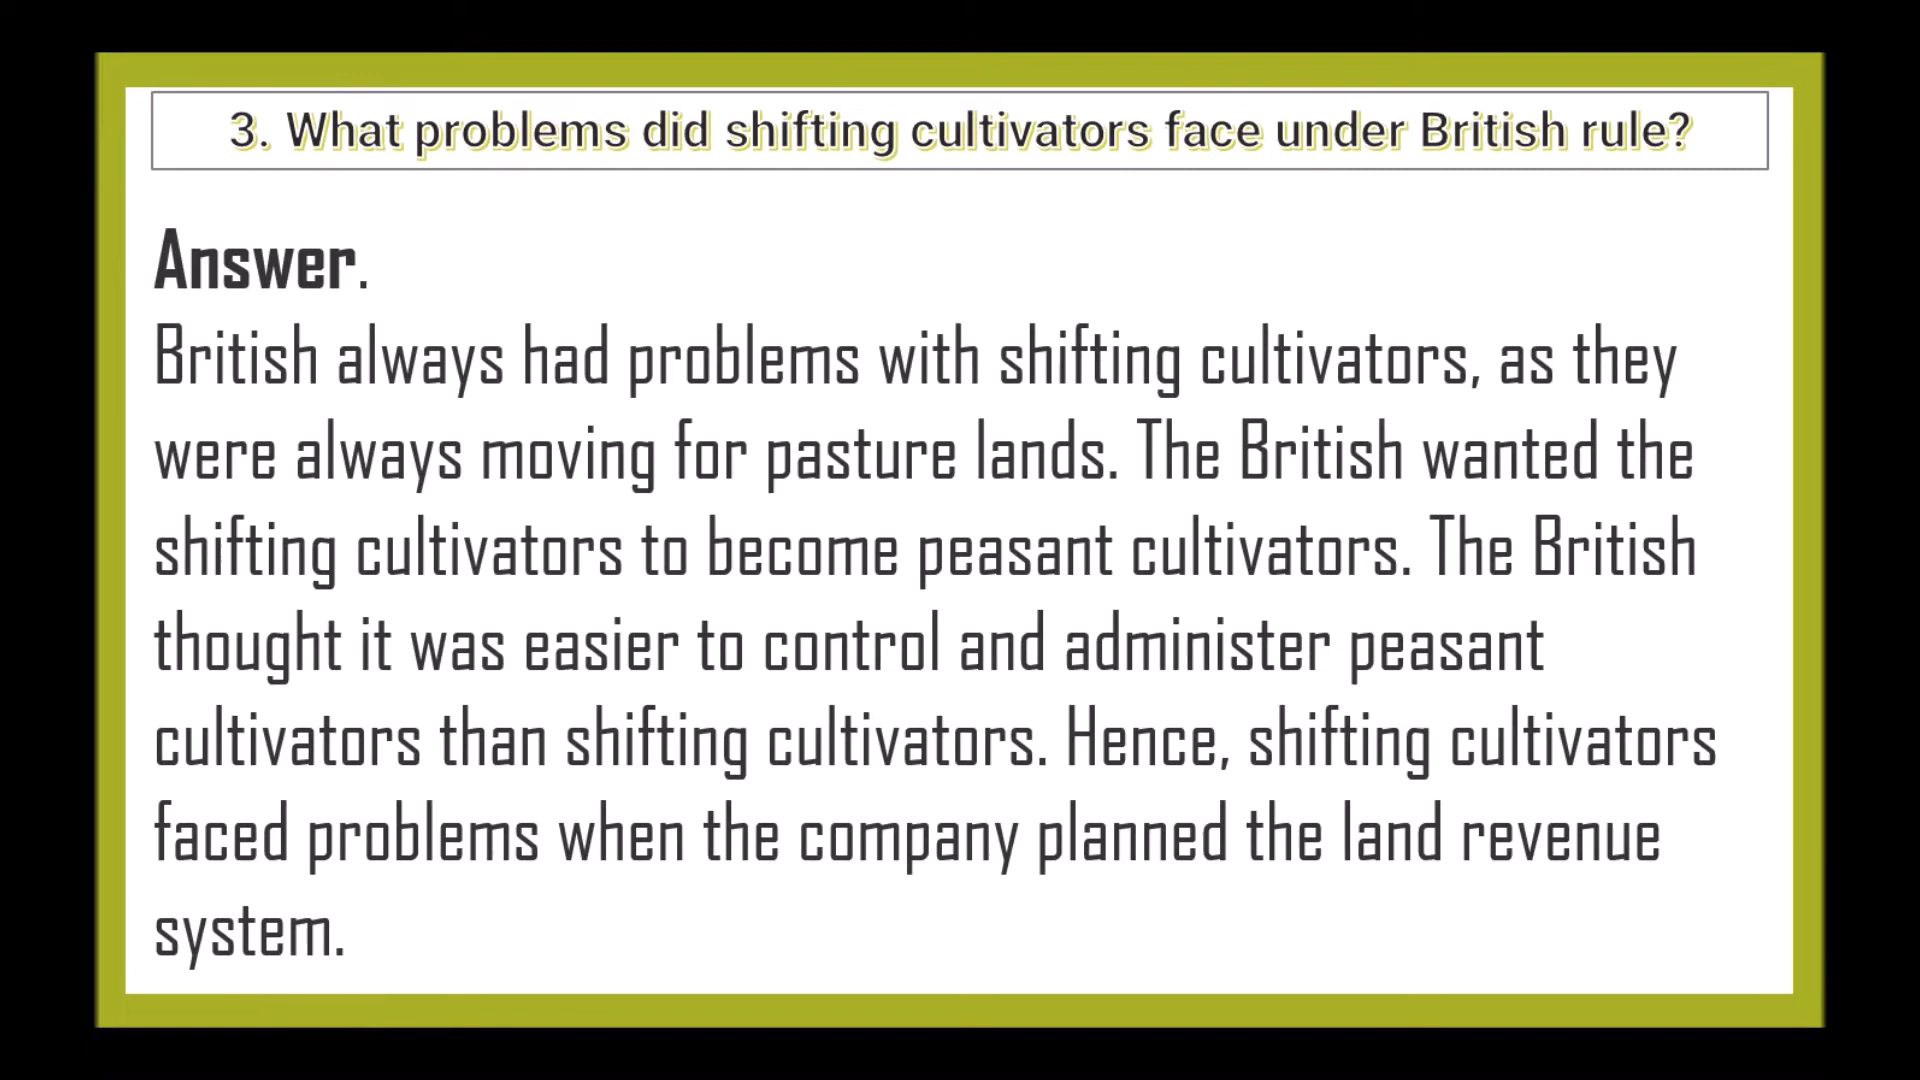 3. What problems did shifting cultivators face under British rule?
Answer.
British always had problems with shifting cultivators, as they
were always moving for pasture lands. The British wanted the
shifting cultivators to become peasant cultivators. The British
thought it was easier to control and administer peasant
cultivators than shifting cultivators. Hence, shifting cultivators
faced problems when the company planned the land revenue
system.